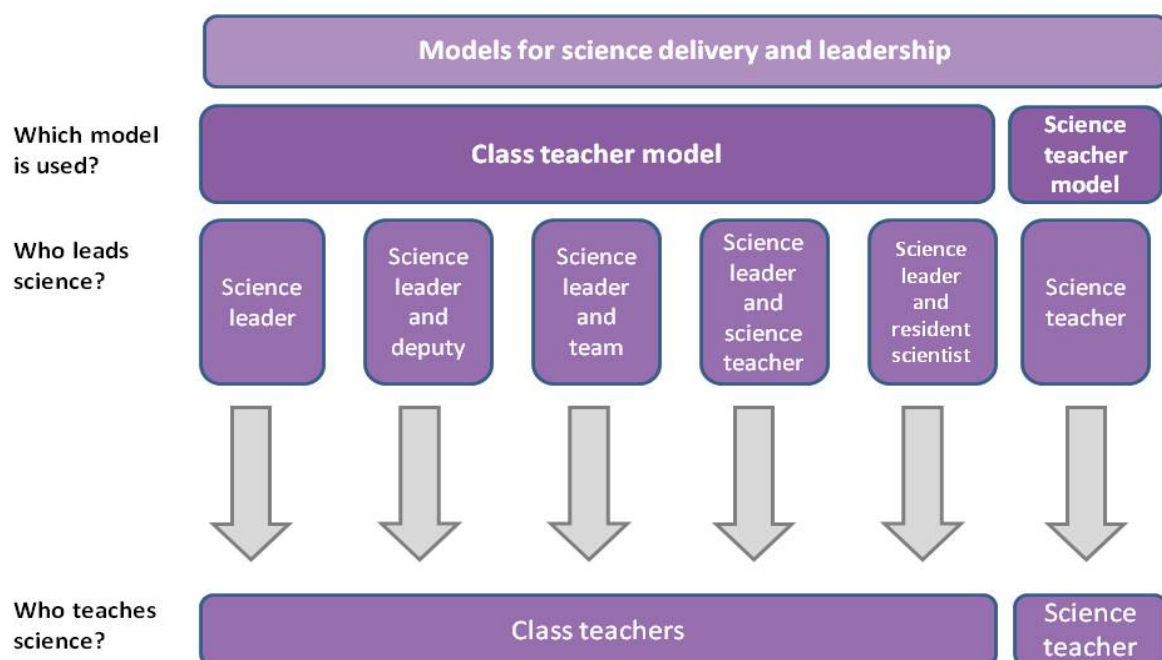 Models for science delivery and leadership
Which model
is used?
Class teacher model
Science
teacher
model
Who leads
science?
Science
leader
Science
leader
and
deputy
Science
leader
and
team
Science
leader
and
science
teacher
Science
leader
and
resident
scientist
Science
teacher
Who teaches
science?
Class teachers
Science
teacher